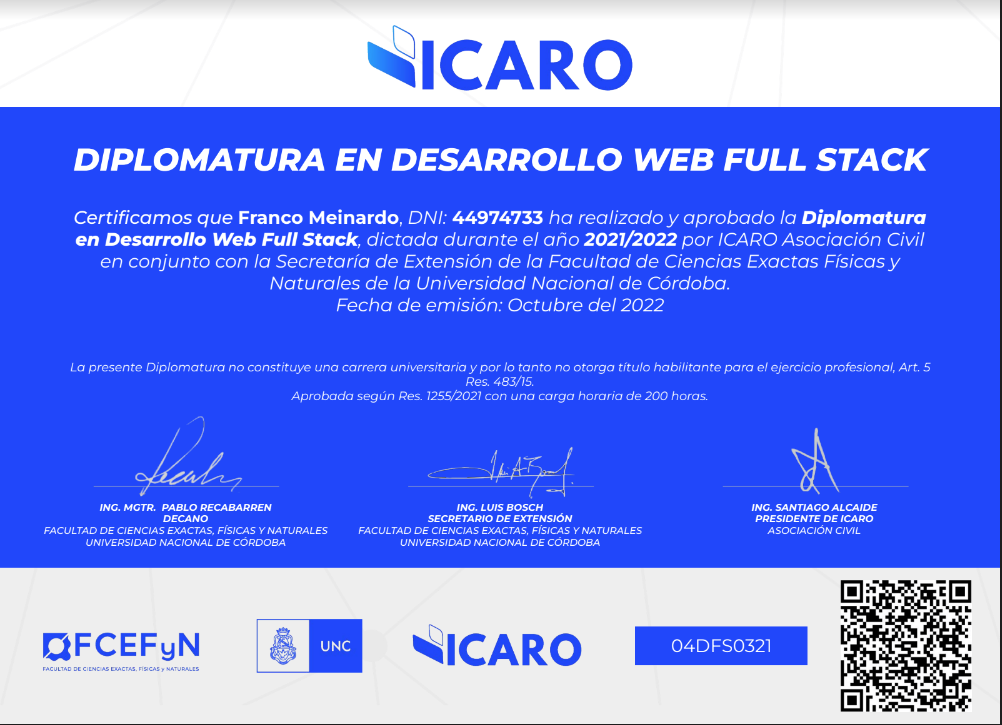 ICARO
DIPLOMATURA EN DESARROLLO WEB FULL STACK
Certificamos que Franco Meinardo, DNI: 44974733 ha realizado y aprobado la Diplomatura
en Desarrollo Web Full Stack, dictada durante el año 2021/2022 por ICARO Asociación Civil
en conjunto con la Secretaría de Extensión de la Facultad de Ciencias Exactas Físicas y
Naturales de la Universidad Nacional de Córdoba.
Fecha de emisión: Octubre del 2022
La presente Diplomatura no constituye una carrera universitaria y por lo tanto no otorga título habilitante para el ejercicio profesional, Art. 5
Res. 483/15.
Aprobada según Res. 1255/2021 con una carga horaria de 200 horas.
ING. MGTR. PABLO RECABARREN
DECANO
FACULTAD DE CIENCIAS EXACTAS, FÍSICAS Y NATURALES
UNIVERSIDAD NACIONAL DE CÓRDOBA
ING. LUIS BOSCH
SECRETARIO DE EXTENSIÓN
FACULTAD DE CIENCIAS EXACTAS, FÍSICAS Y NATURALES
UNIVERSIDAD NACIONAL DE CÓRDOBA
ING. SANTIAGO ALCAIDE
PRESIDENTE DE ICARO
ASOCIACIÓN CIVIL
FCEFyN
FACULTAD DE CIENCIAS EXACTAS, FÍSICAS y NATURALES
UNC
ICARO
04DFS0321